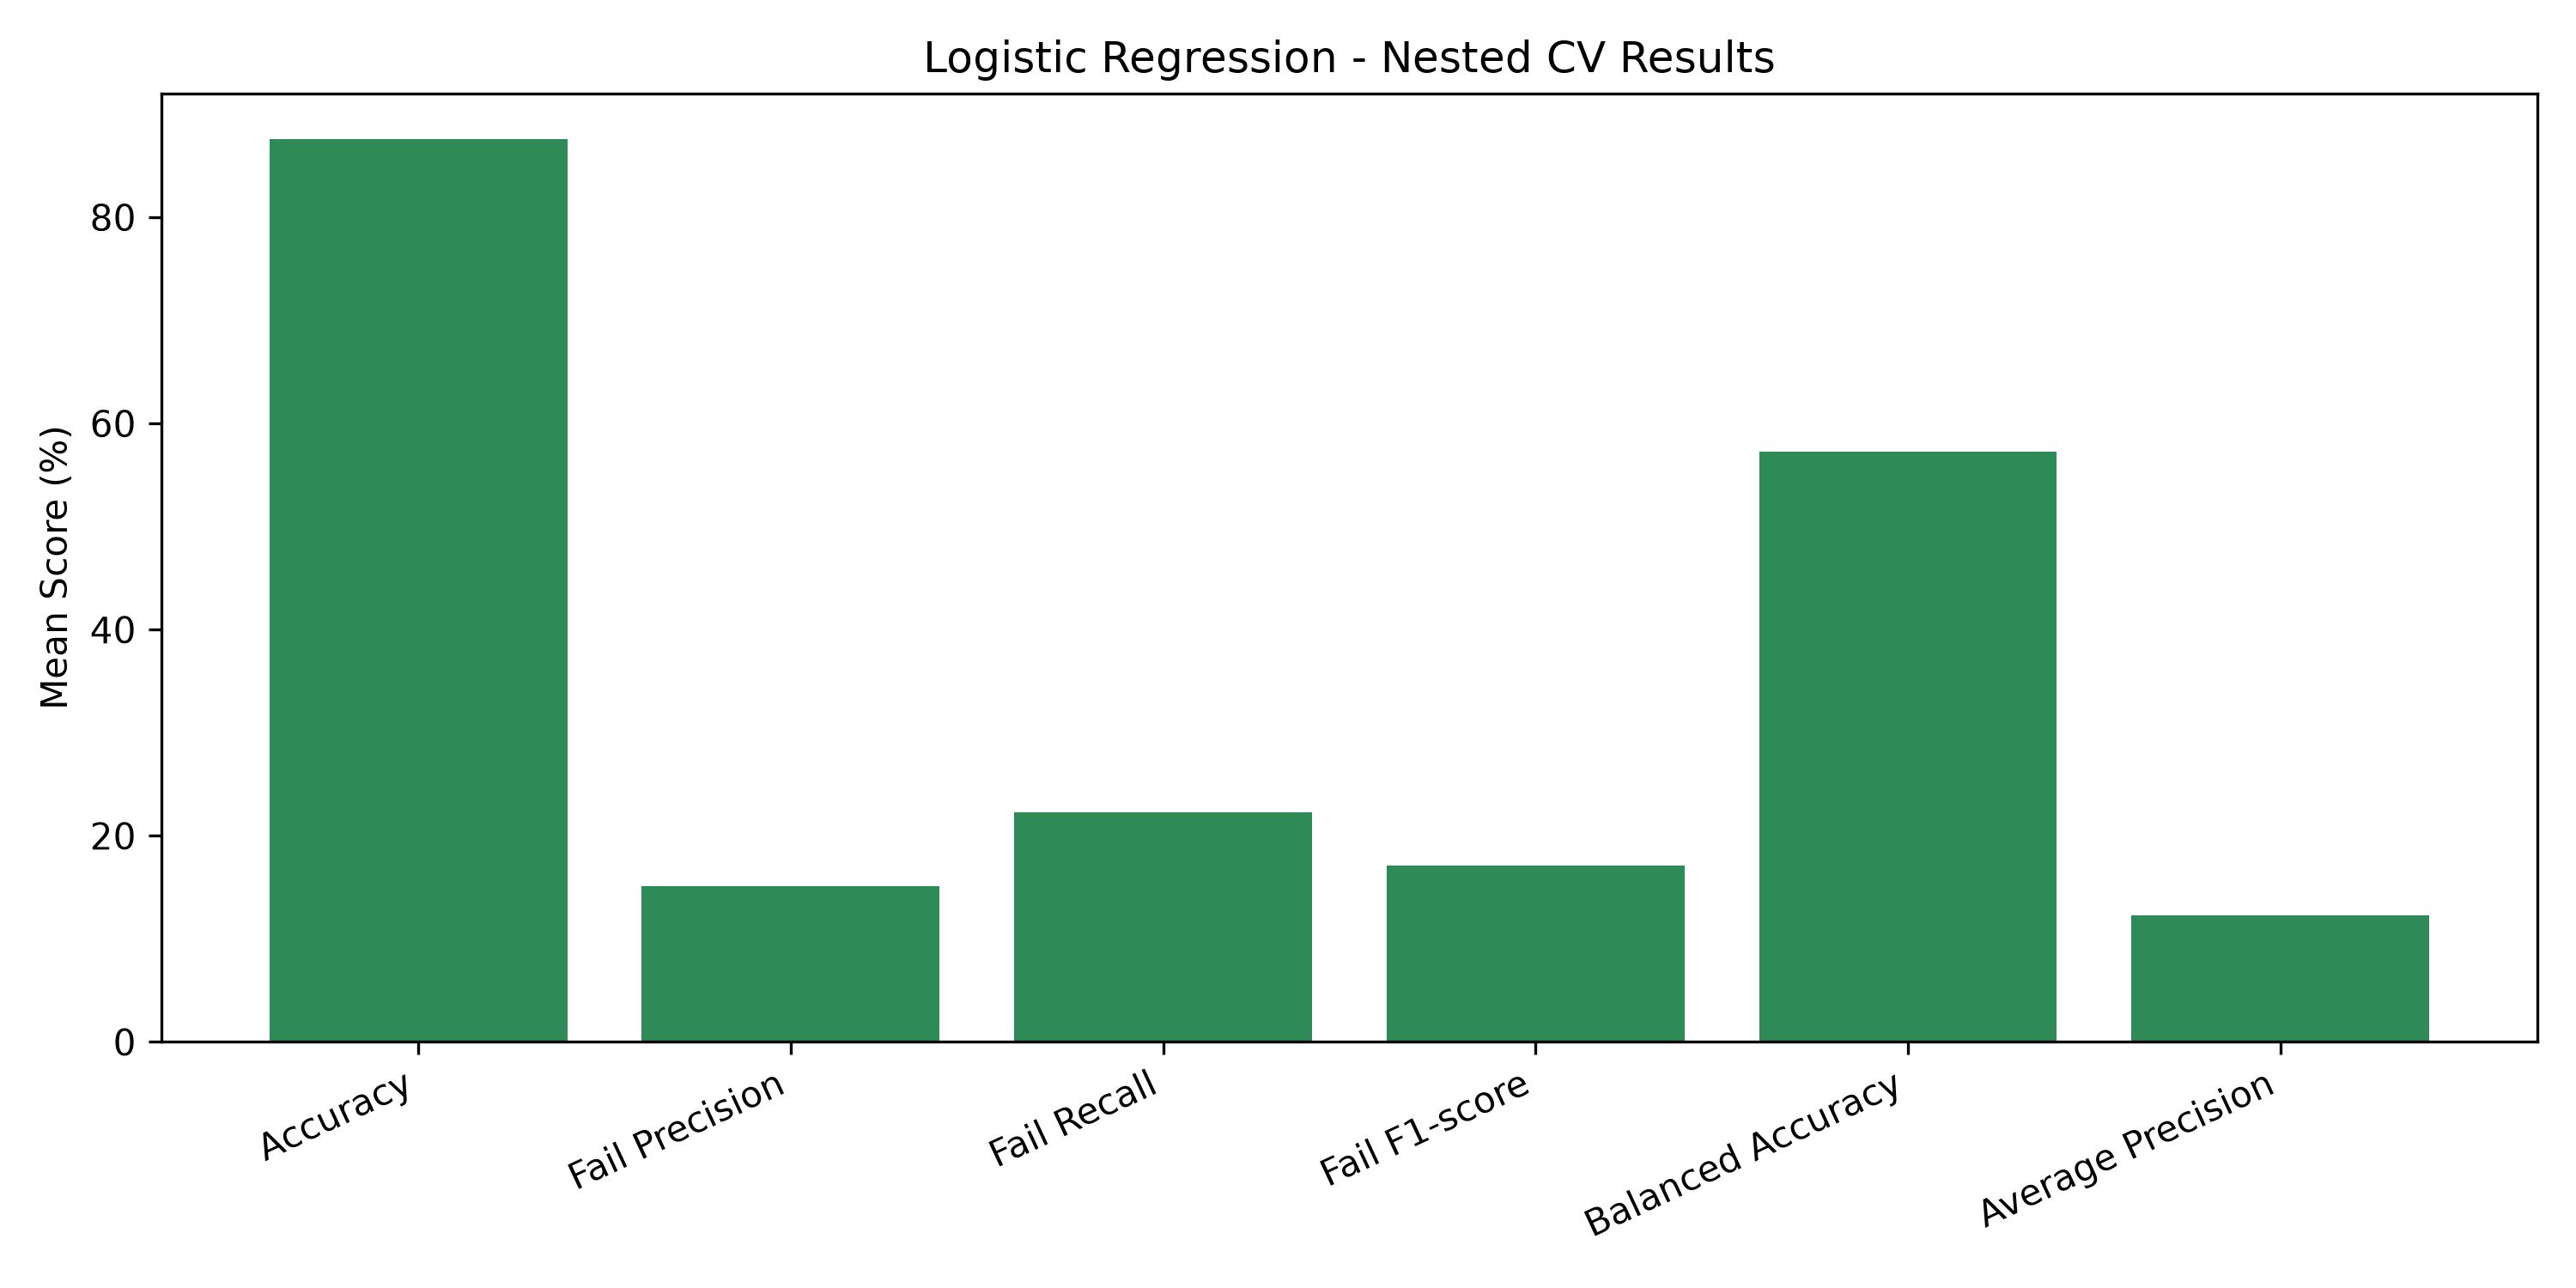 Logistic Regression - Nested CV Results
Mean Score (%)
80
60
40
20
0
Accuracy
Fail Precision
Fail Recall
Fail F1-score
Balanced Accuracy
Average Precision